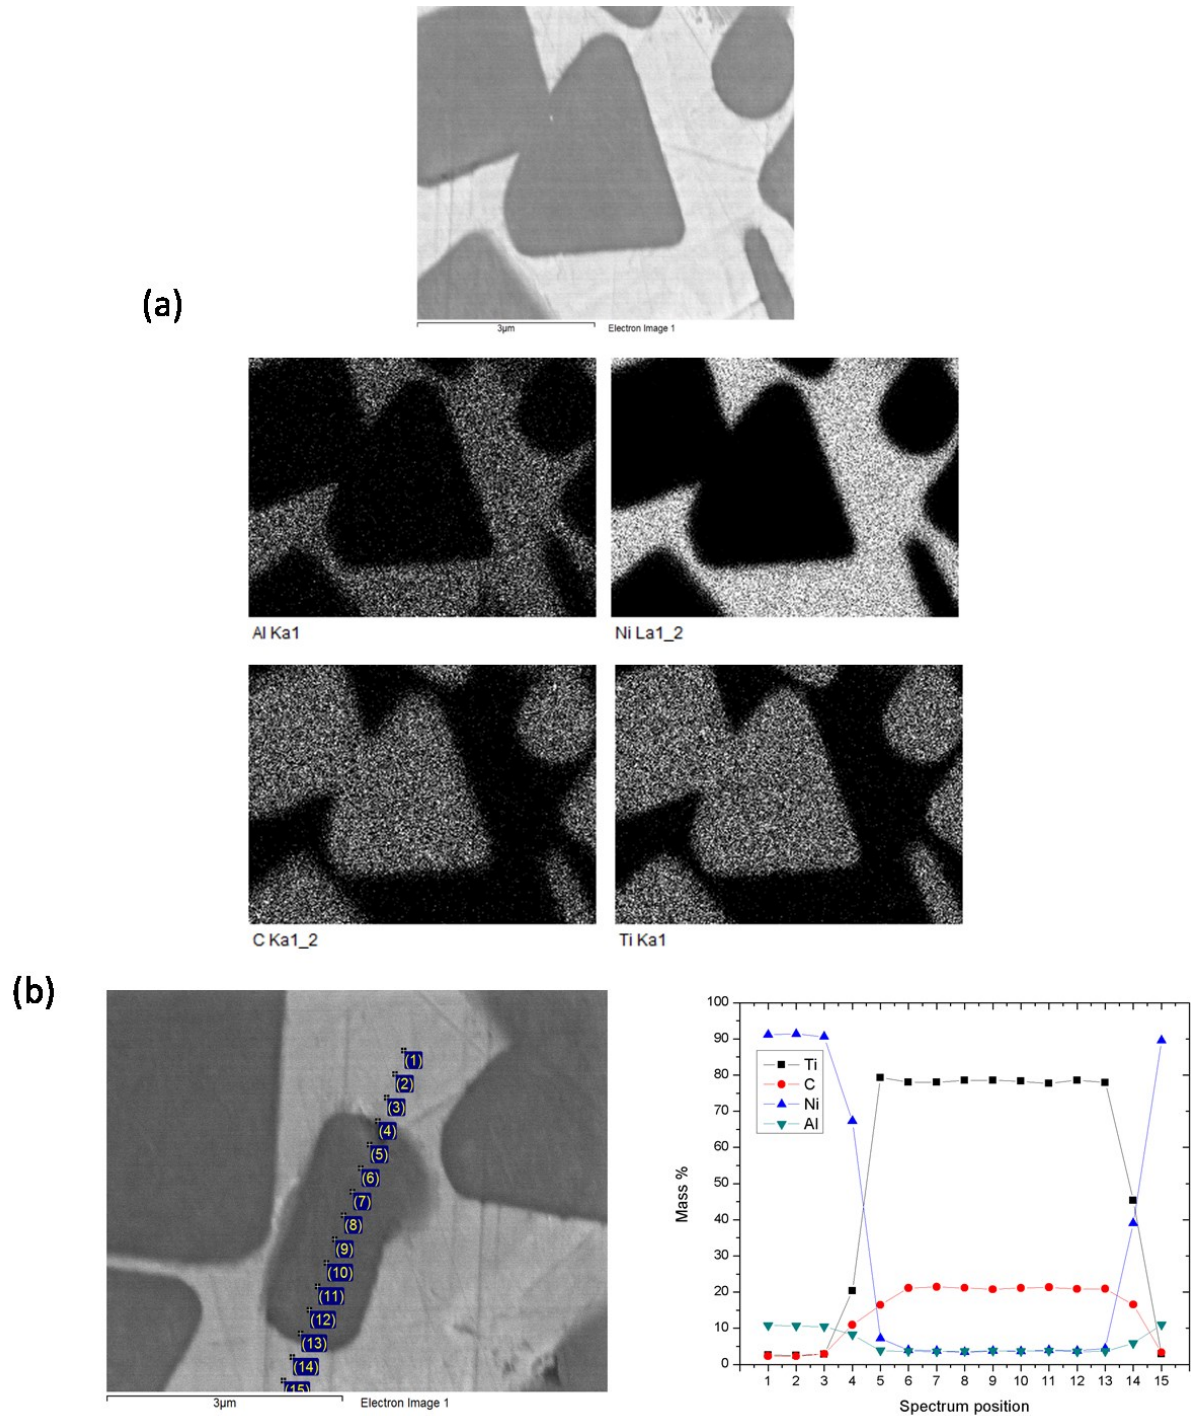 (a)
3µm Electron Image 1
Al Ka1
Ni La1_2
C Ka1_2
Ti Ka1
(b)
(1)
(2)
(3)
(4)
(5)
(6)
(7)
(8)
(9)
(10)
(11)
(12)
(13)
(14)
(15)
3µm Electron Image 1
100
90
80
70
60
50
40
30
20
10
0
Mass %
Ti
C
Ni
Al
1 2 3 4 5 6 7 8 9 10 11 12 13 14 15
Spectrum position